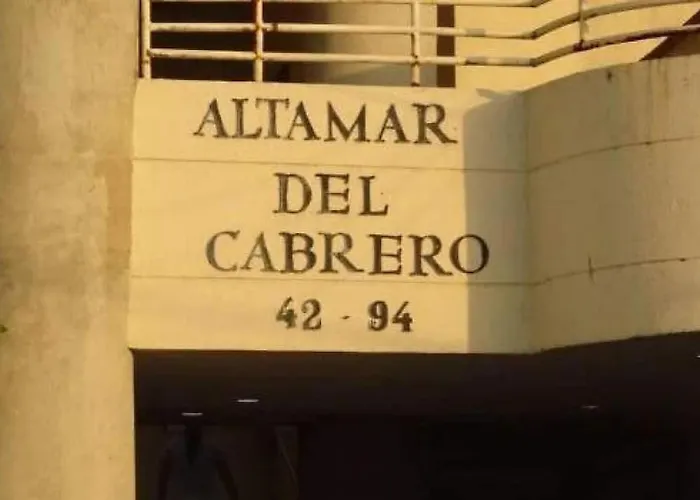 ALTAMAR
DEL
CABRERO
42 - 94